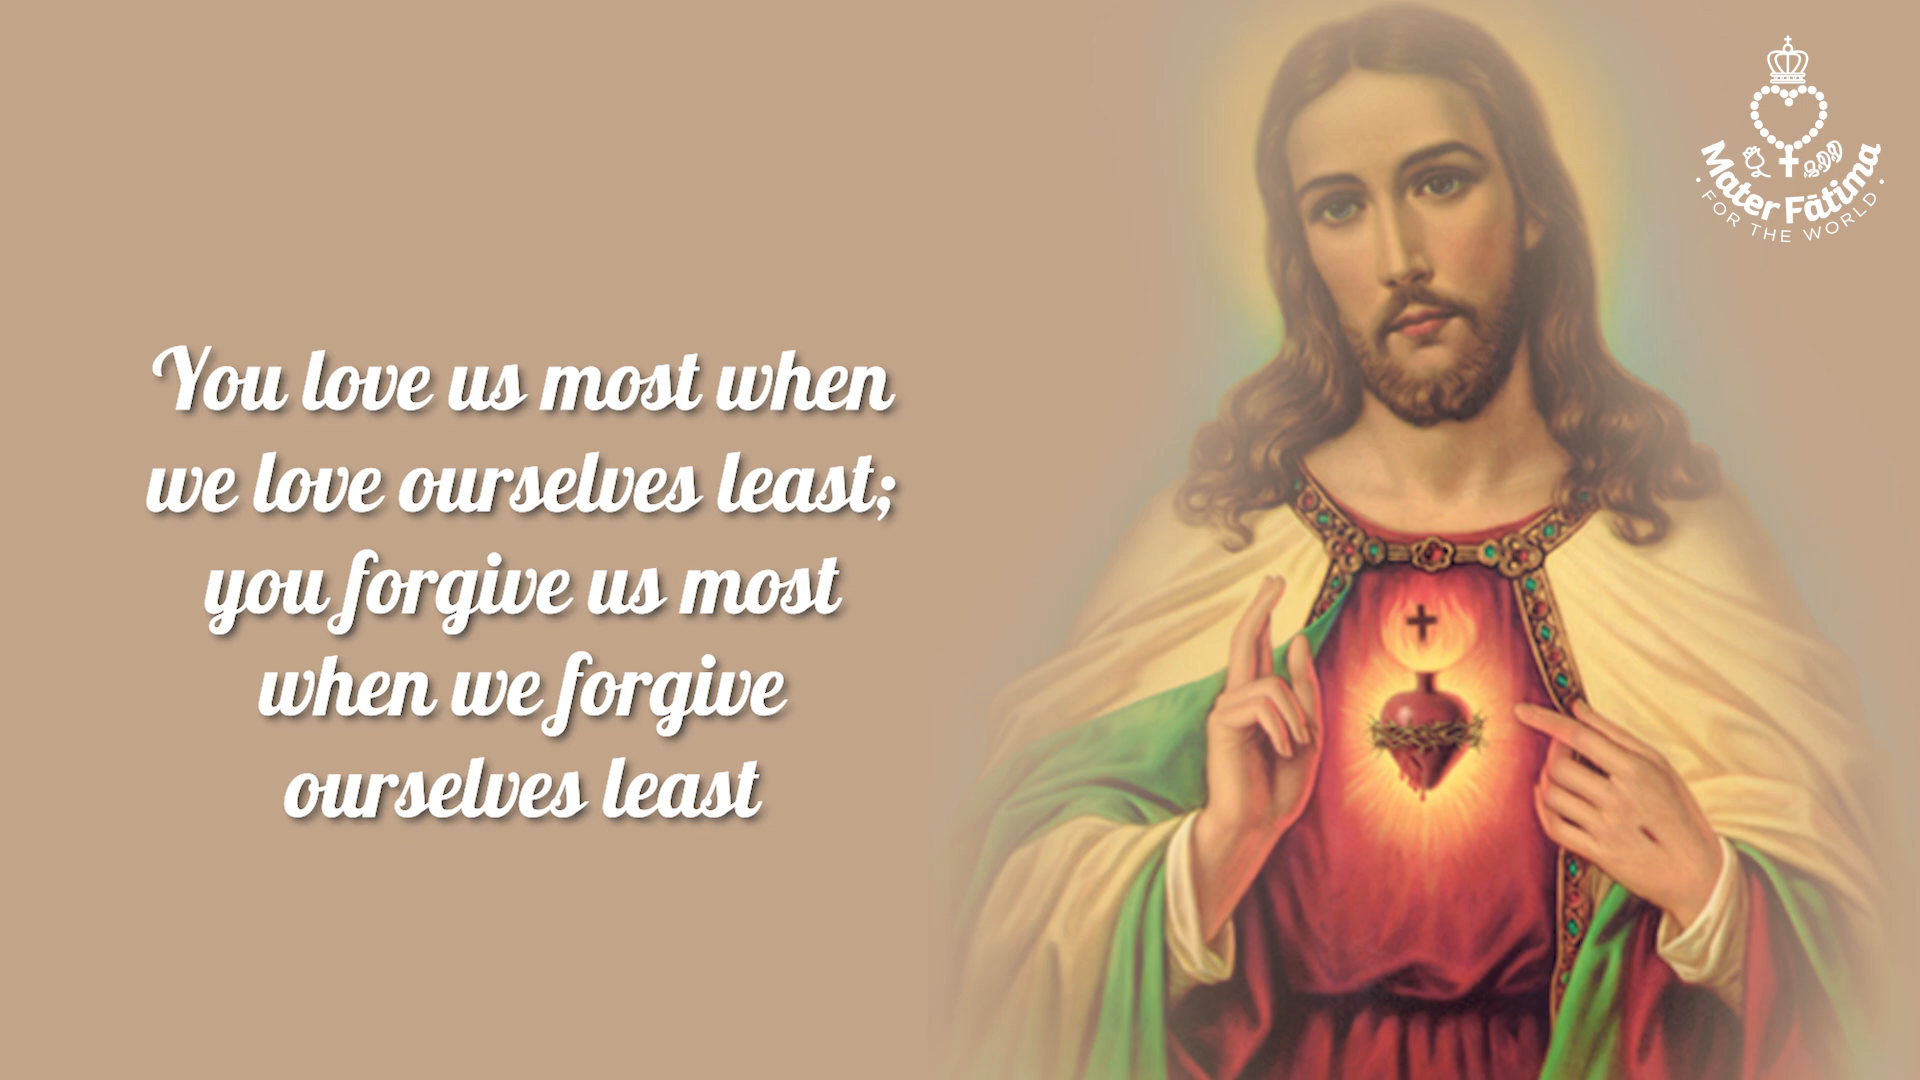 You love us most when
we love ourselves least;
you forgive us most
when we forgive
ourselves least
Mater Fātima
· FOR THE WORLD ·